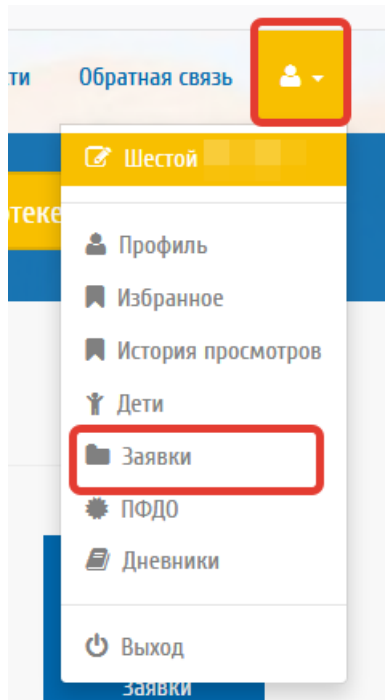 ти Обратная связь
Шестой
теке
Профиль
Избранное
История просмотров
Дети
Заявки
ПФДО
Дневники
Выход
Заявки